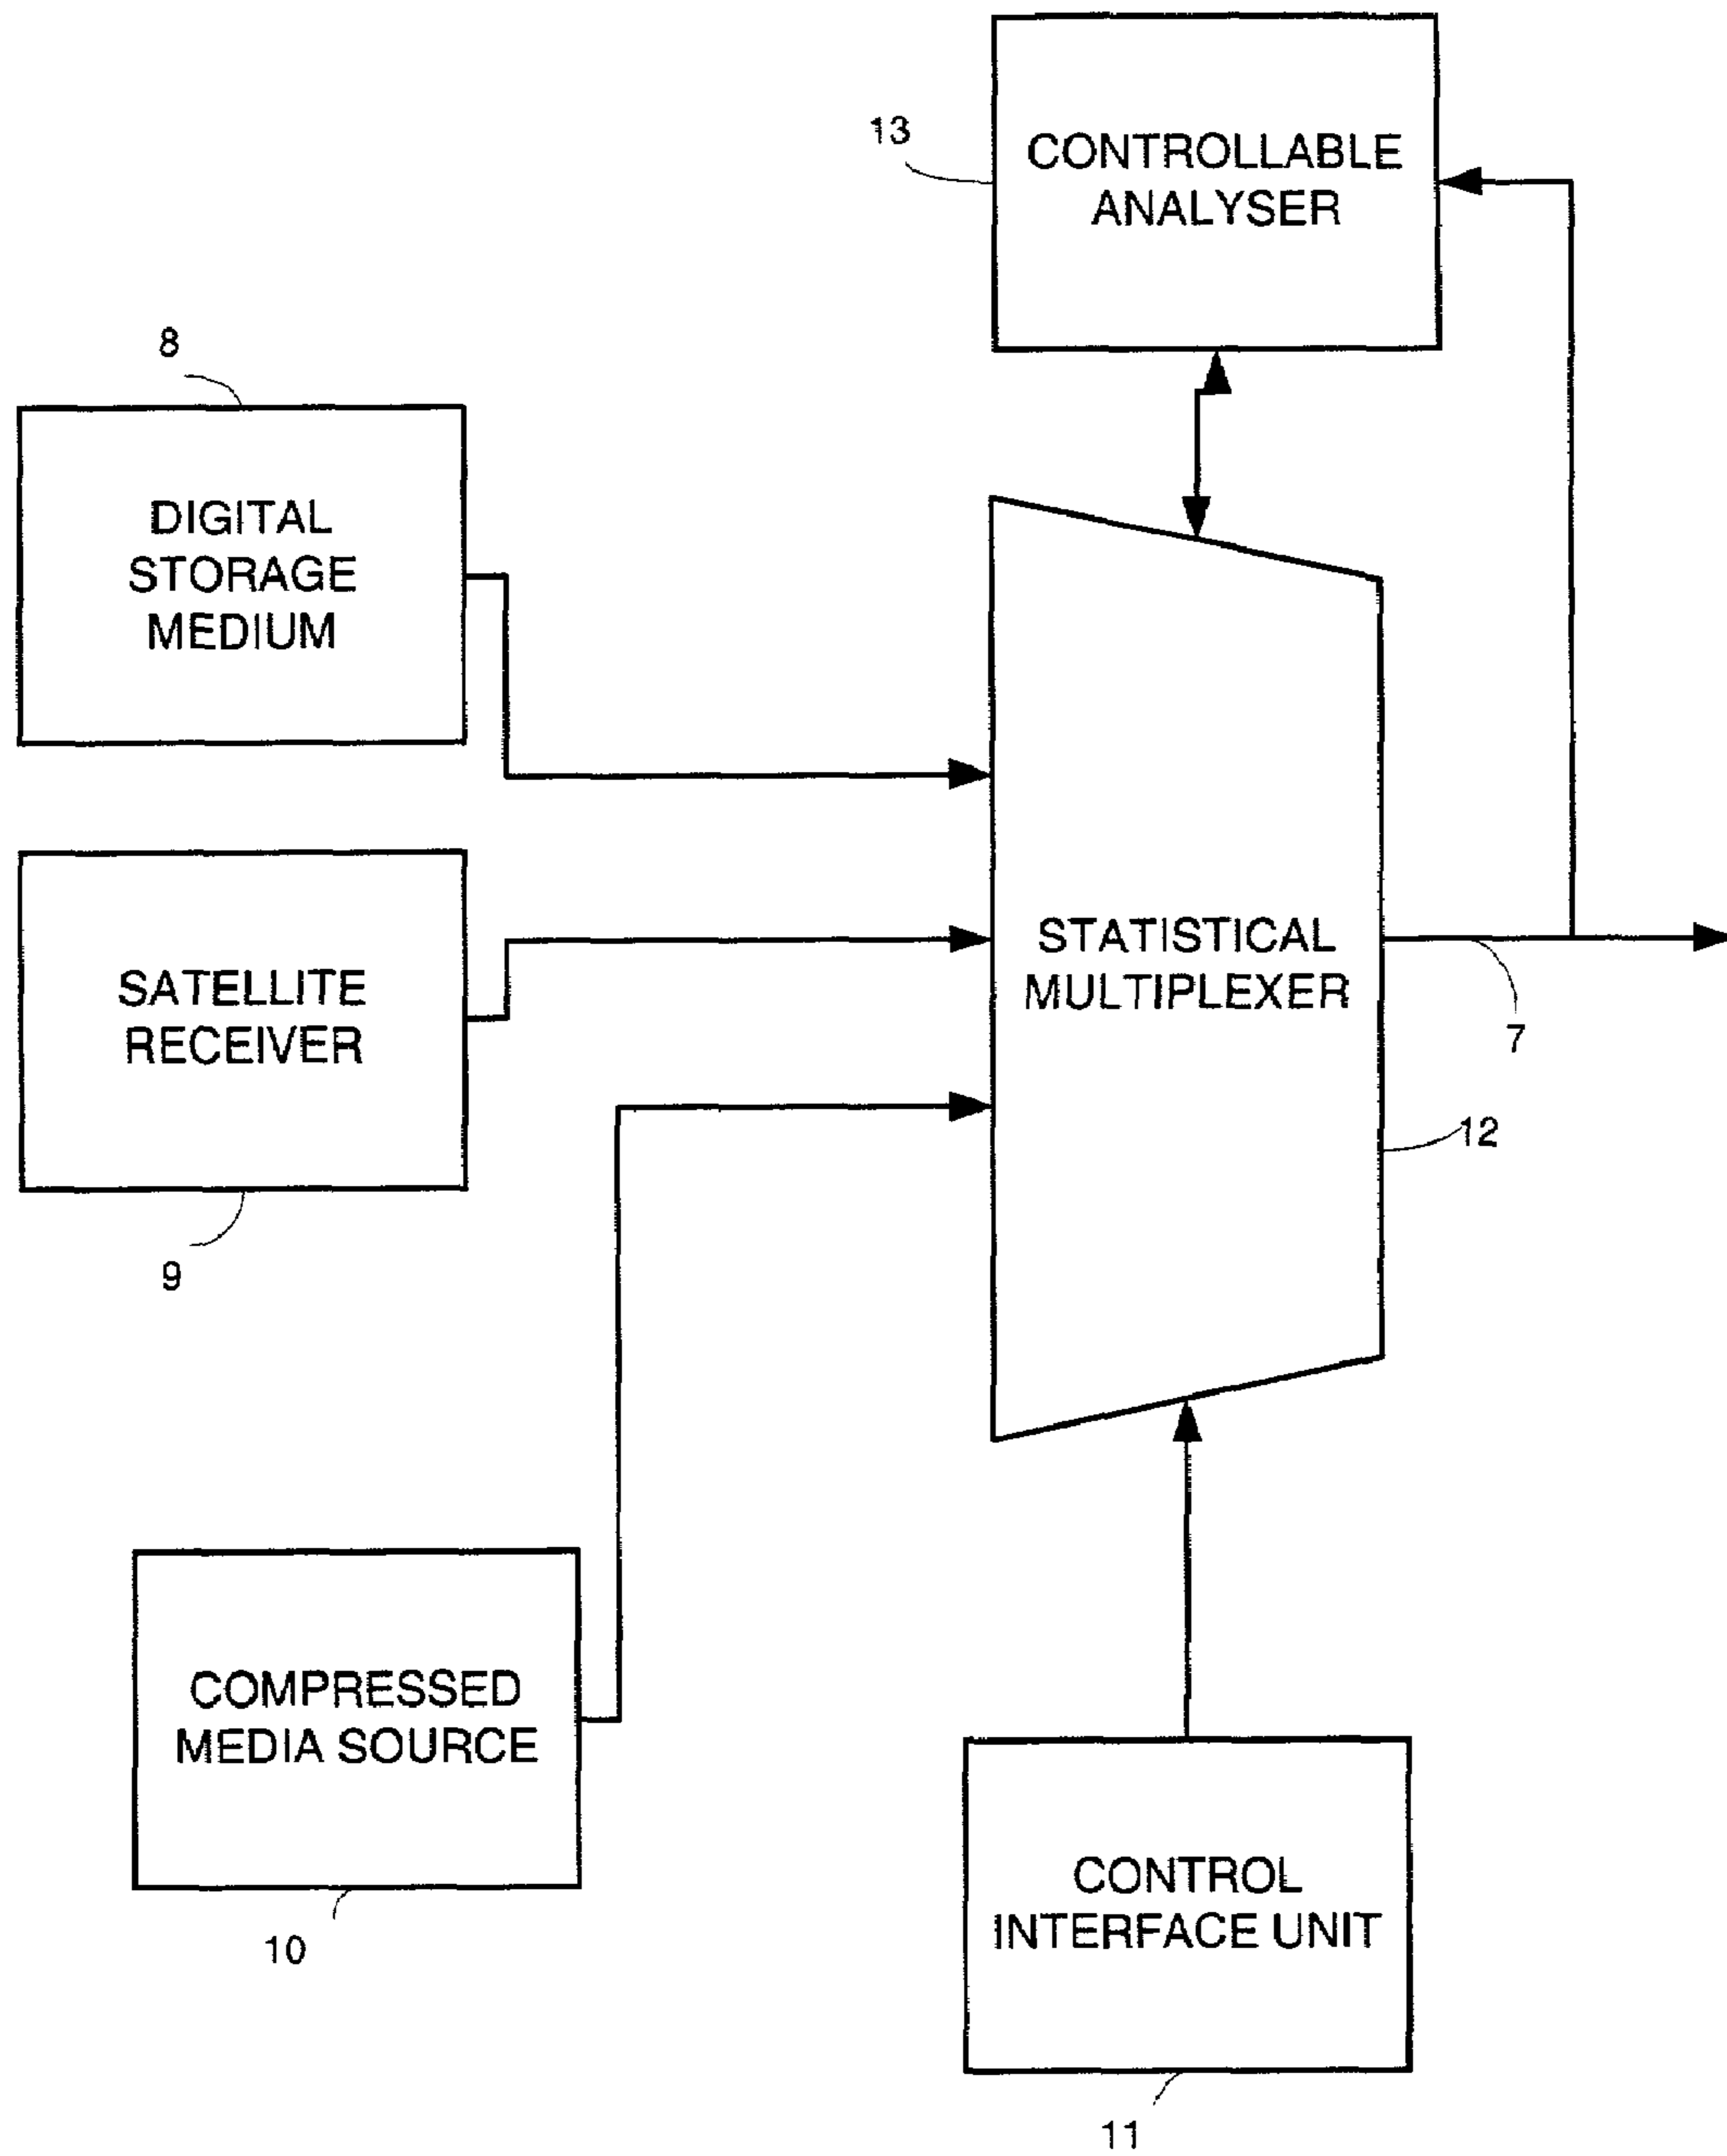 13
CONTROLLABLE
ANALYSER
8
DIGITAL
STORAGE
MEDIUM
SATELLITE
RECEIVER
9
STATISTICAL
MULTIPLEXER
7
12
COMPRESSED
MEDIA SOURCE
10
CONTROL
INTERFACE UNIT
11